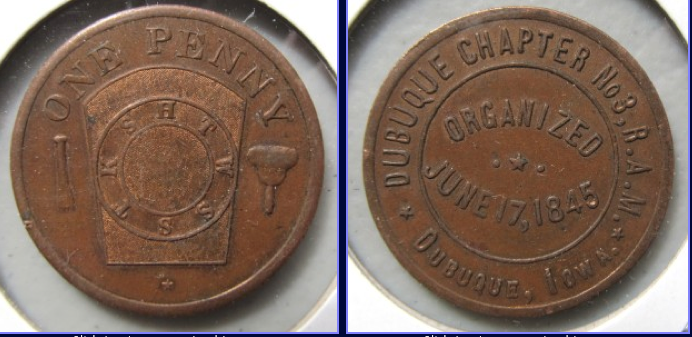 ONE PENNY
H T W S S T K S
DUBUQUE CHAPTER No3, R.A.M.
DUBUQUE, IOWA.
ORGANIZED
JUNE 17, 1845